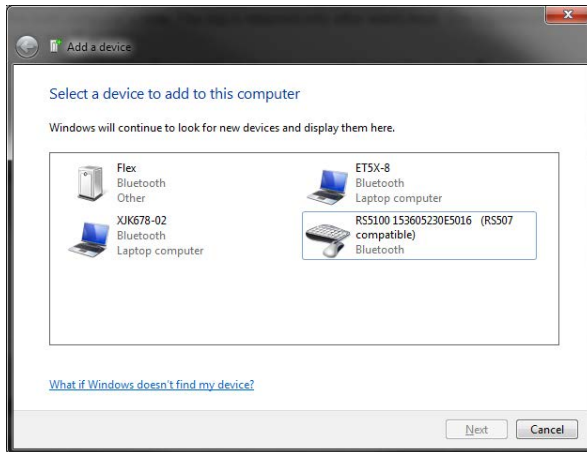 Add a device
Select a device to add to this computer
Windows will continue to look for new devices and display them here.
Flex
Bluetooth
Other
ET5X-8
Bluetooth
Laptop computer
XJK678-02
Bluetooth
Laptop computer
RS5100 153605230E5016 (RS507
compatible)
Bluetooth
What if Windows doesn't find my device?
Next
Cancel